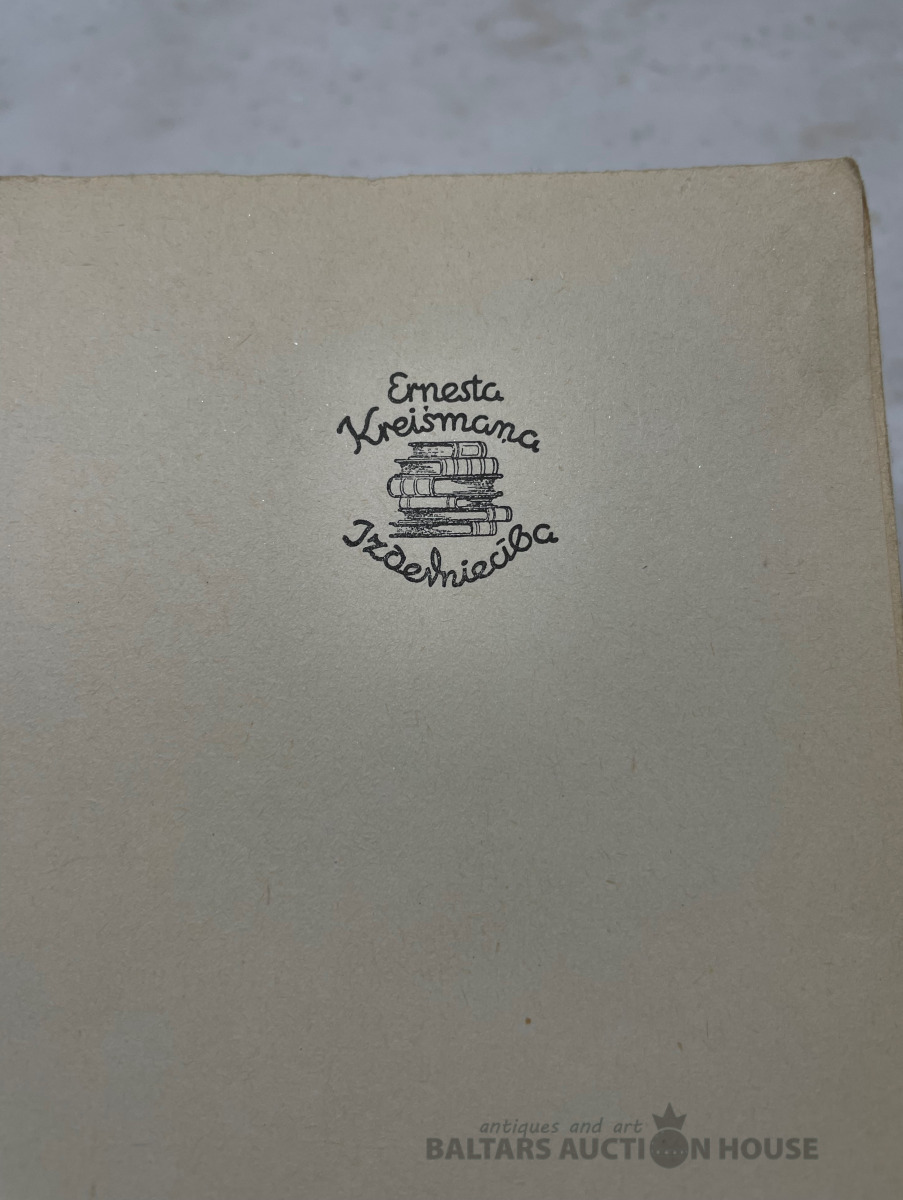 Ernesta
Kreišmaņa
Izdevniecība
antiques and art
BALTARS AUCTION HOUSE